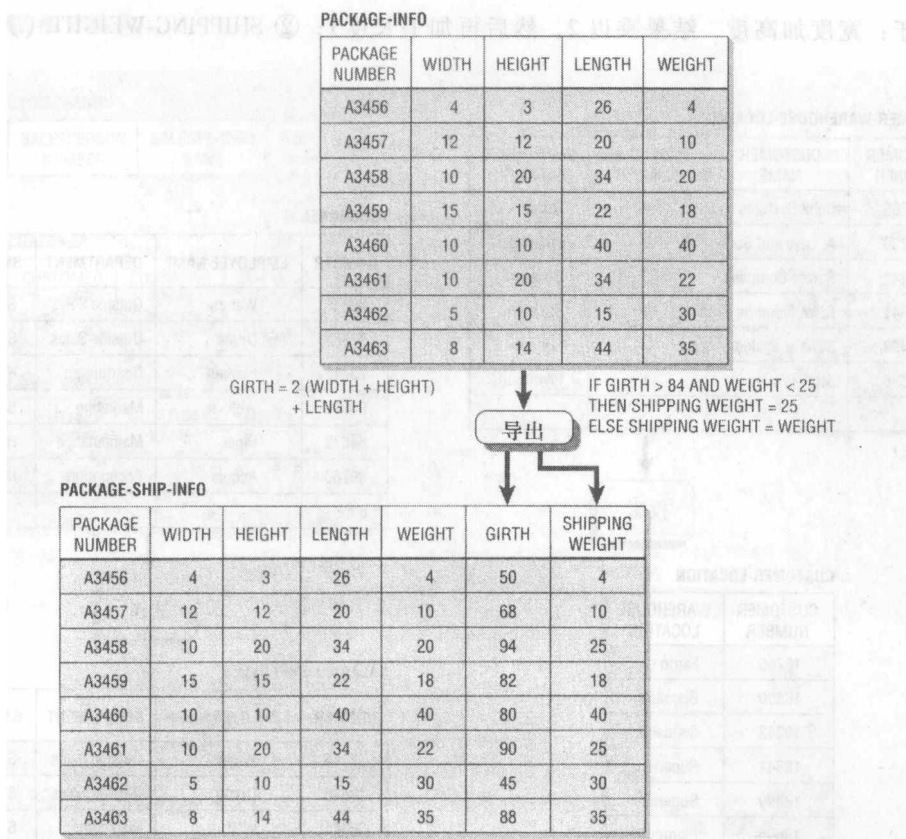 PACKAGE-INFO
PACKAGE NUMBER WIDTH HEIGHT LENGTH WEIGHT
A3456 4 3 26 4
A3457 12 12 20 10
A3458 10 20 34 20
A3459 15 15 22 18
A3460 10 10 40 40
A3461 10 20 34 22
A3462 5 10 15 30
A3463 8 14 44 35
GIRTH = 2 (WIDTH + HEIGHT)
+ LENGTH
IF GIRTH > 84 AND WEIGHT < 25
THEN SHIPPING WEIGHT = 25
ELSE SHIPPING WEIGHT = WEIGHT
导出
PACKAGE-SHIP-INFO
PACKAGE NUMBER WIDTH HEIGHT LENGTH WEIGHT GIRTH SHIPPING WEIGHT
A3456 4 3 26 4 50 4
A3457 12 12 20 10 68 10
A3458 10 20 34 20 94 25
A3459 15 15 22 18 82 18
A3460 10 10 40 40 80 40
A3461 10 20 34 22 90 25
A3462 5 10 15 30 45 30
A3463 8 14 44 35 88 35